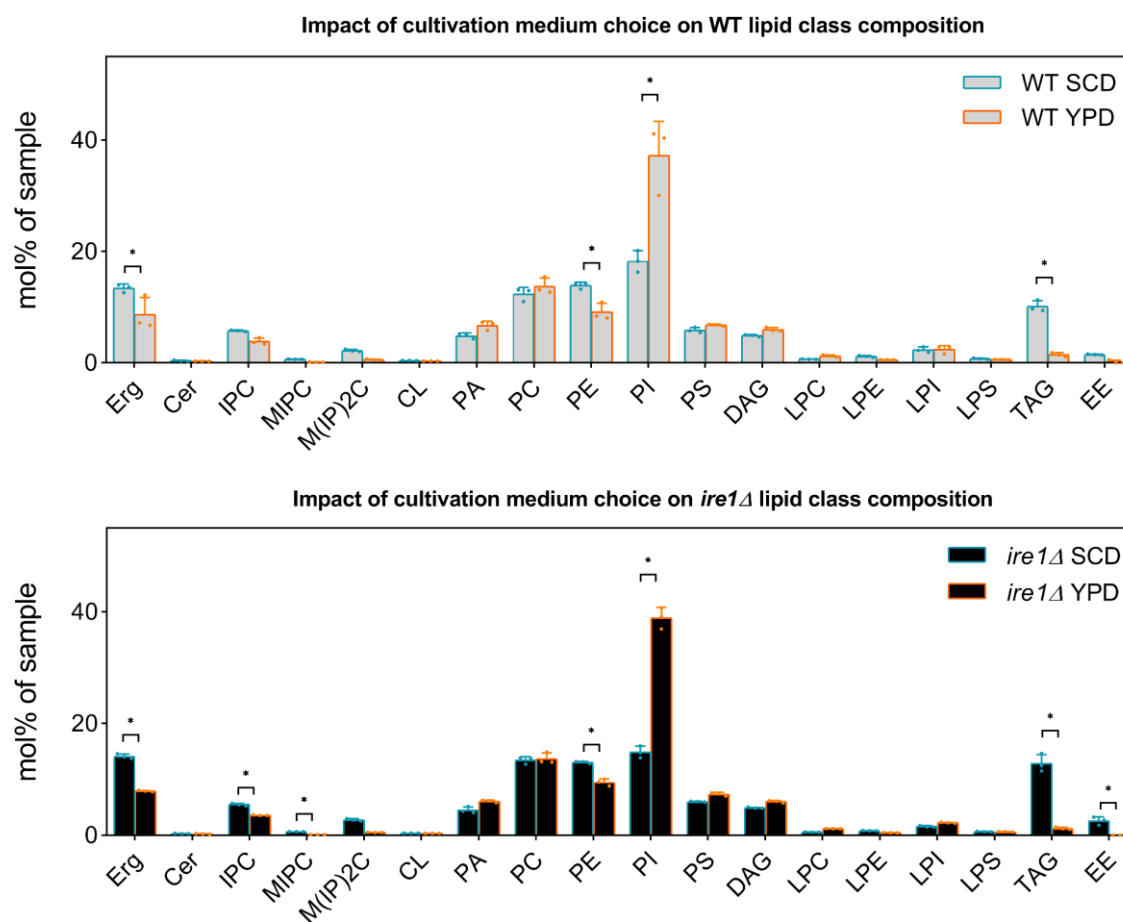 Impact of cultivation medium choice on WT lipid class composition
mol% of sample
40
20
0
WT SCD
WT YPD
*
*
*
*
Erg
Cer
IPC
MIPC
M(IP)2C
CL
PA
PC
PE
PI
PS
DAG
LPC
LPE
LPI
LPS
TAG
EE
Impact of cultivation medium choice on ire1Δ lipid class composition
mol% of sample
40
20
0
ire1Δ SCD
ire1Δ YPD
*
*
*
*
*
*
*
Erg
Cer
IPC
MIPC
M(IP)2C
CL
PA
PC
PE
PI
PS
DAG
LPC
LPE
LPI
LPS
TAG
EE